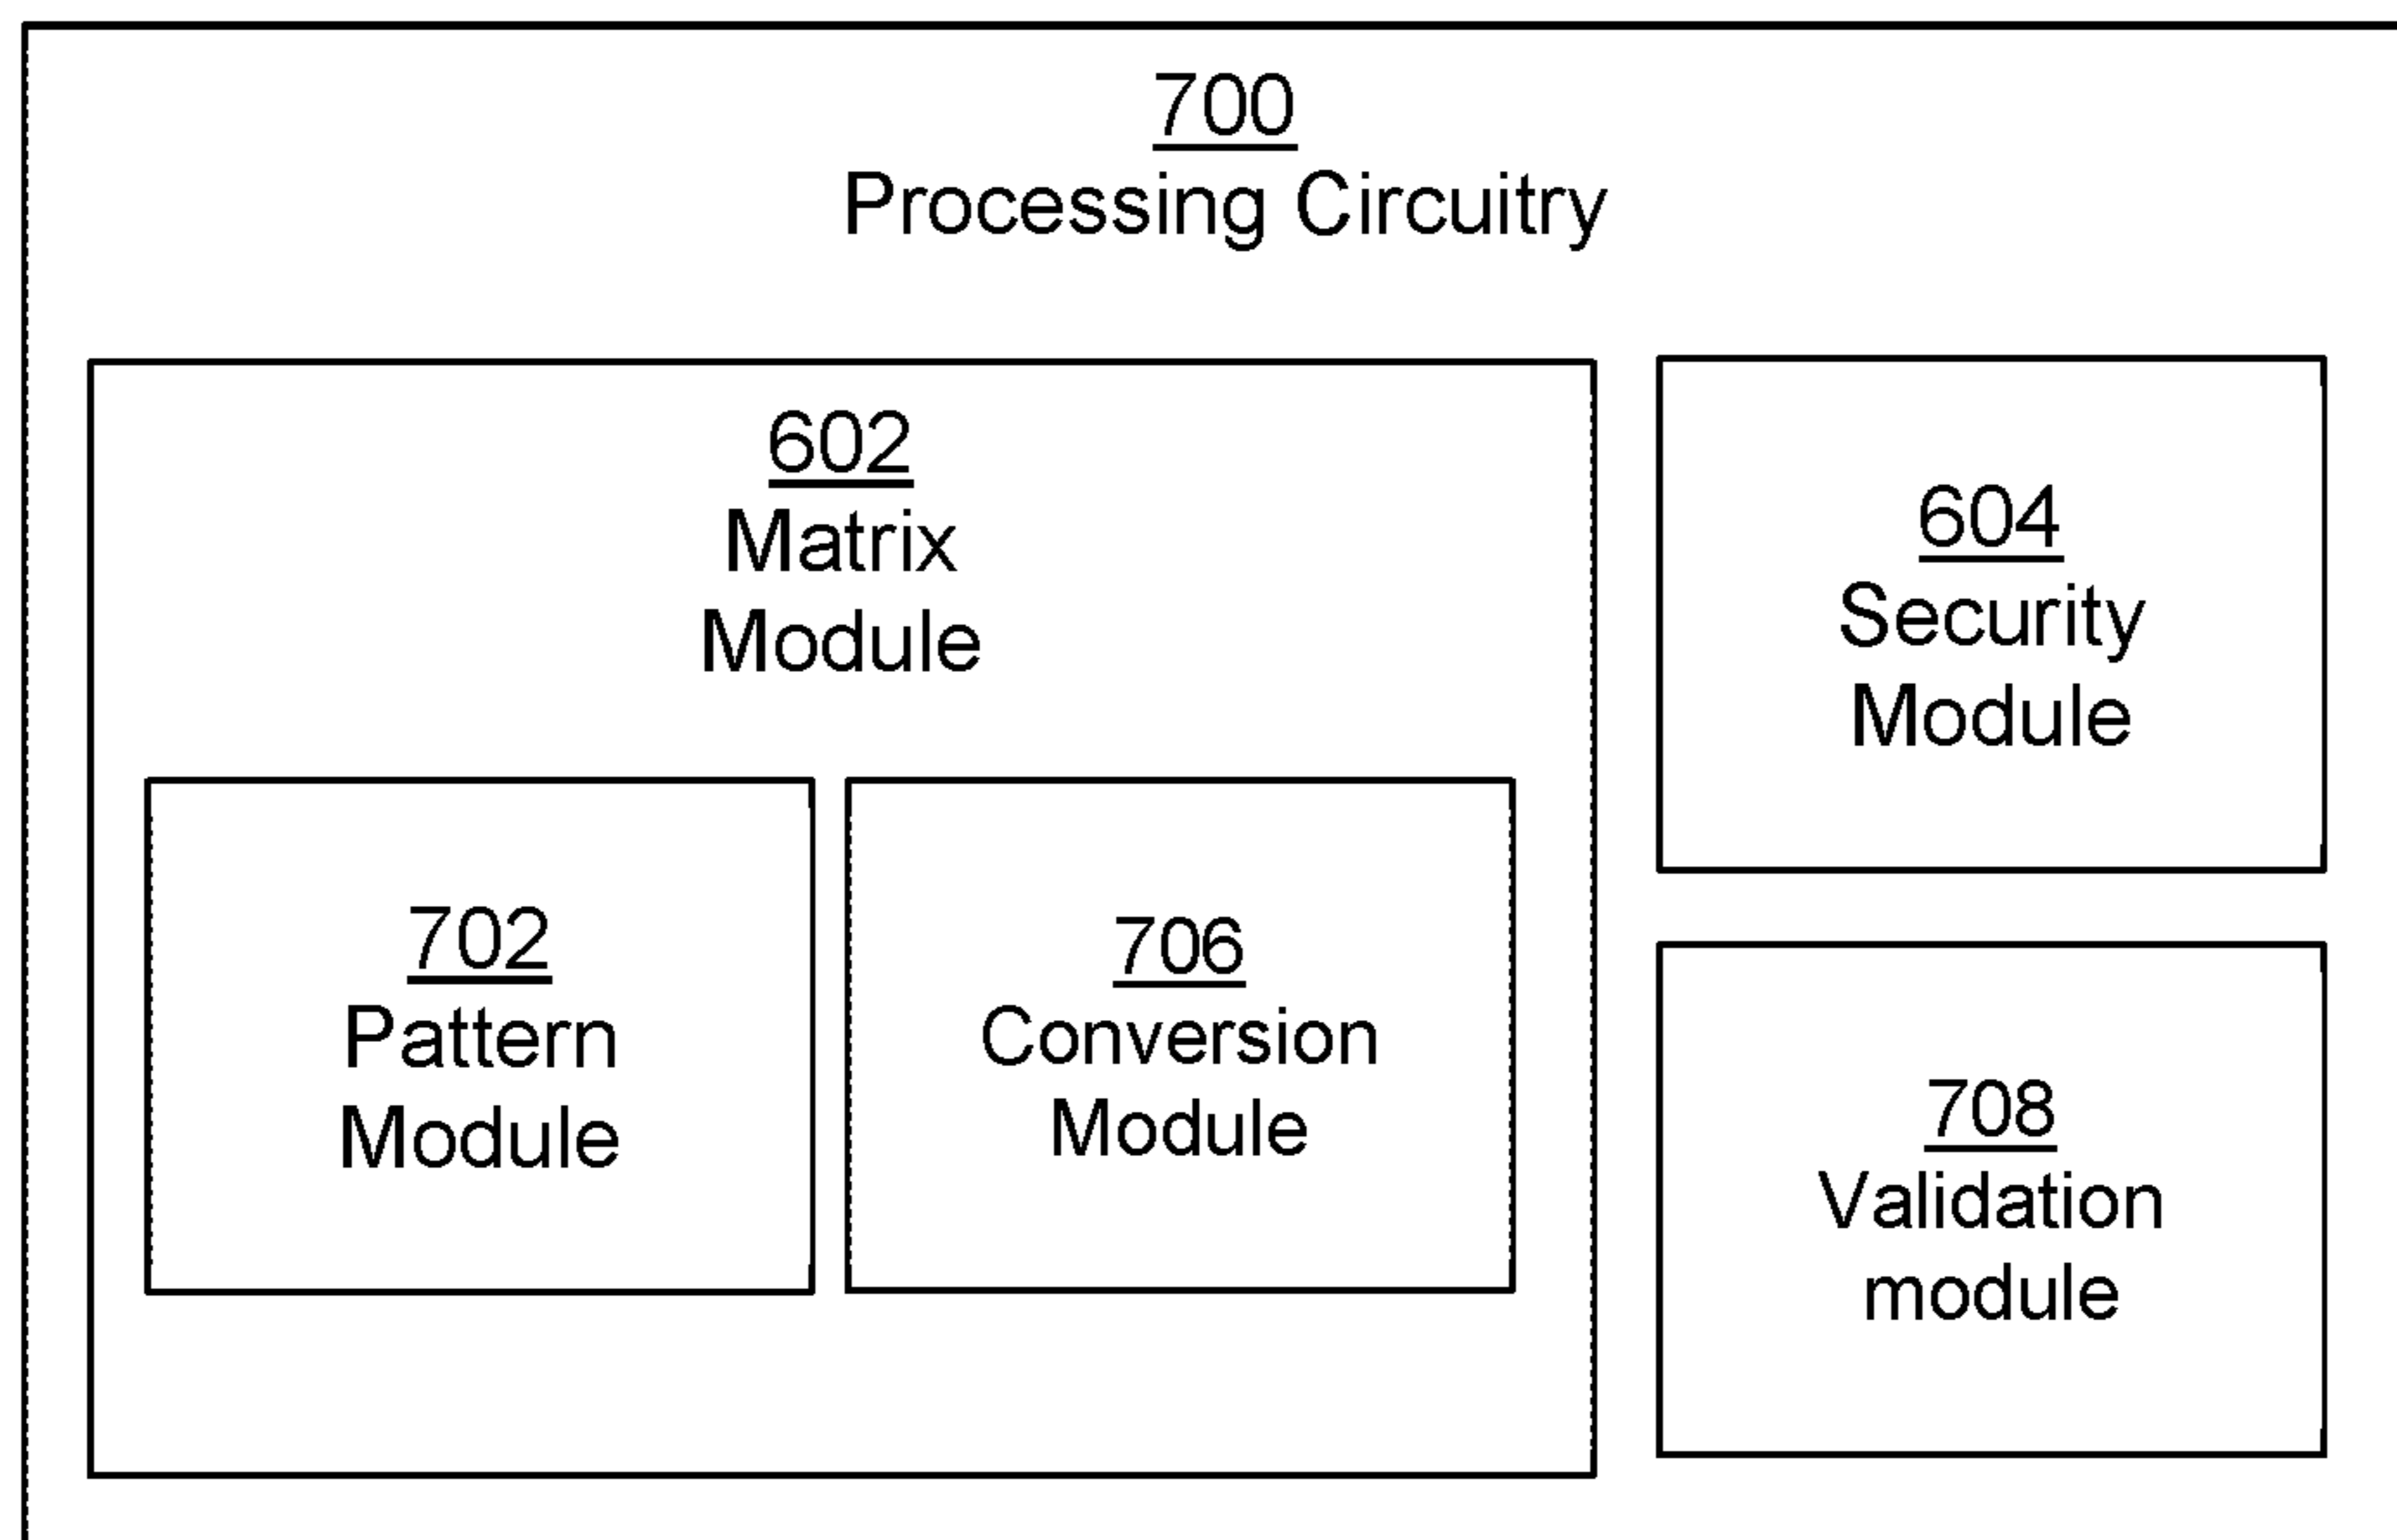 700
Processing Circuitry
602
Matrix
Module
604
Security
Module
702
Pattern
Module
706
Conversion
Module
708
Validation
module